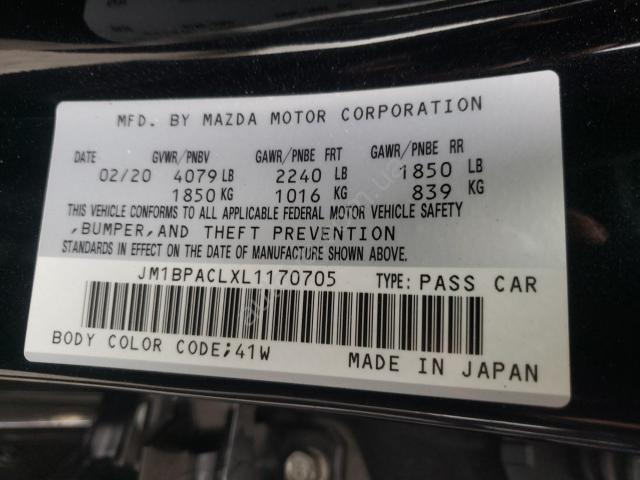 MFD. BY MAZDA MOTOR CORPORATION
DATE GVWR/PNBV GAWR/PNBE FRT GAWR/PNBE RR
02/20 4079 LB 2240 LB 1850 LB
1850 KG 1016 KG 839 KG
THIS VEHICLE CONFORMS TO ALL APPLICABLE FEDERAL MOTOR VEHICLE SAFETY
,BUMPER,AND THEFT PREVENTION
STANDARDS IN EFFECT ON THE DATE OF MANUFACTURE SHOWN ABOVE.
JM1BPACLXL1170705 TYPE: PASS CAR
BODY COLOR CODE;41W MADE IN JAPAN